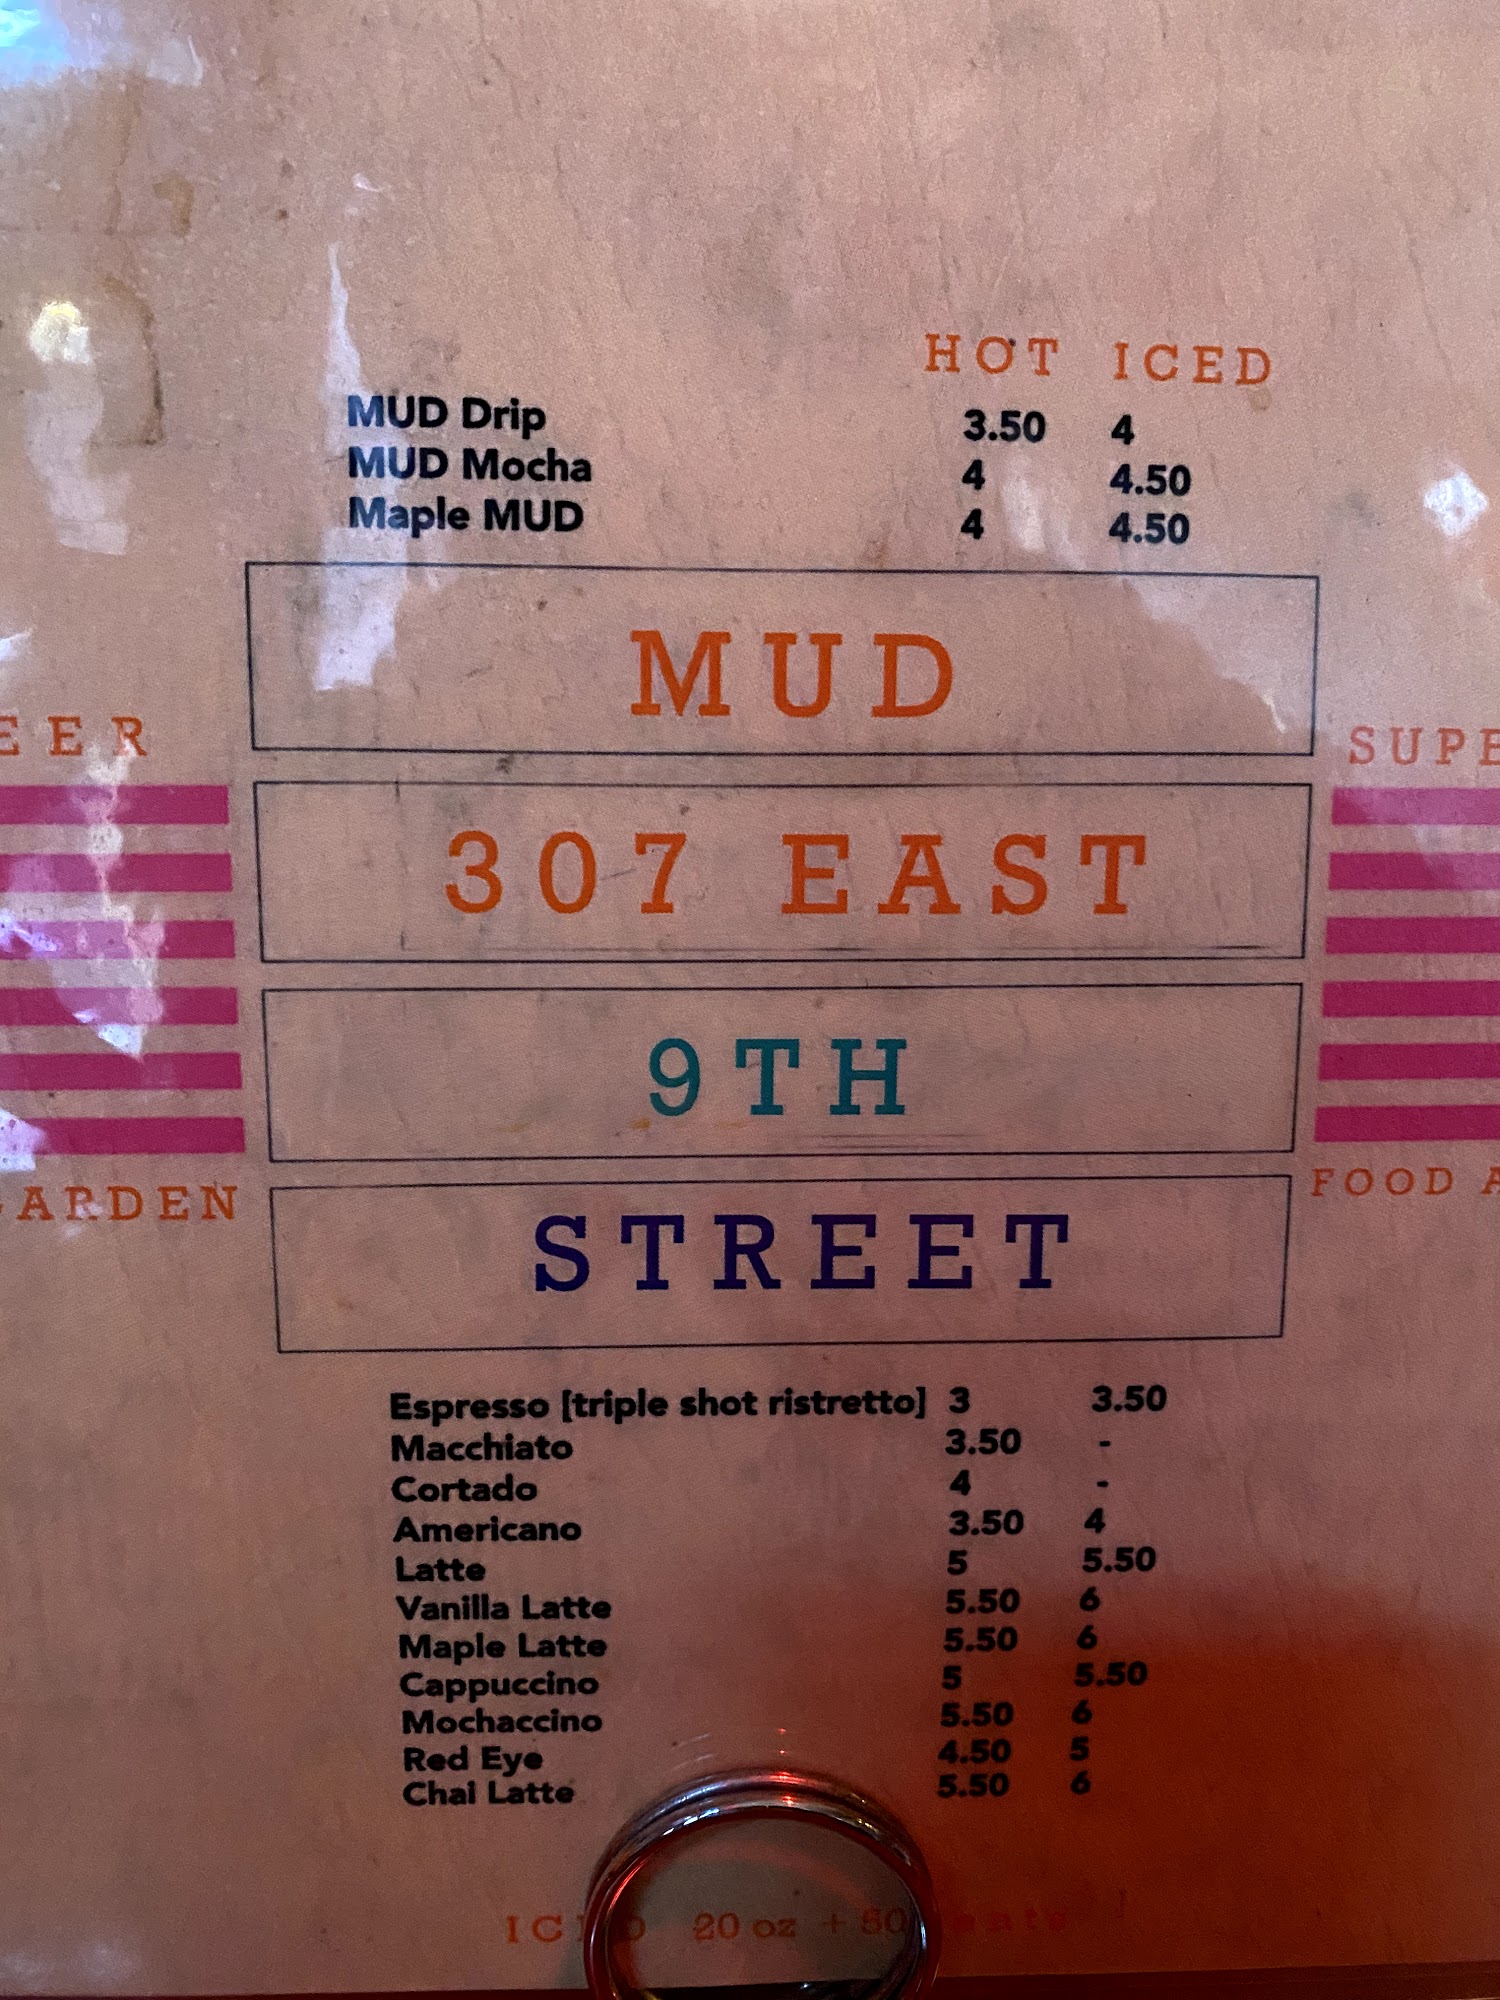 HOT ICED
MUD Drip 3.50 4
MUD Mocha 4 4.50
Maple MUD 4 4.50
MUD
307 EAST
9TH
STREET
EER
ARDEN
SUPE
FOOD A
Espresso [triple shot ristretto] 3 3.50
Macchiato 3.50 -
Cortado 4 -
Americano 3.50 4
Latte 5 5.50
Vanilla Latte 5.50 6
Maple Latte 5.50 6
Cappuccino 5 5.50
Mochaccino 5.50 6
Red Eye 4.50 5
Chai Latte 5.50 6
ICED 20 oz + 50 cents